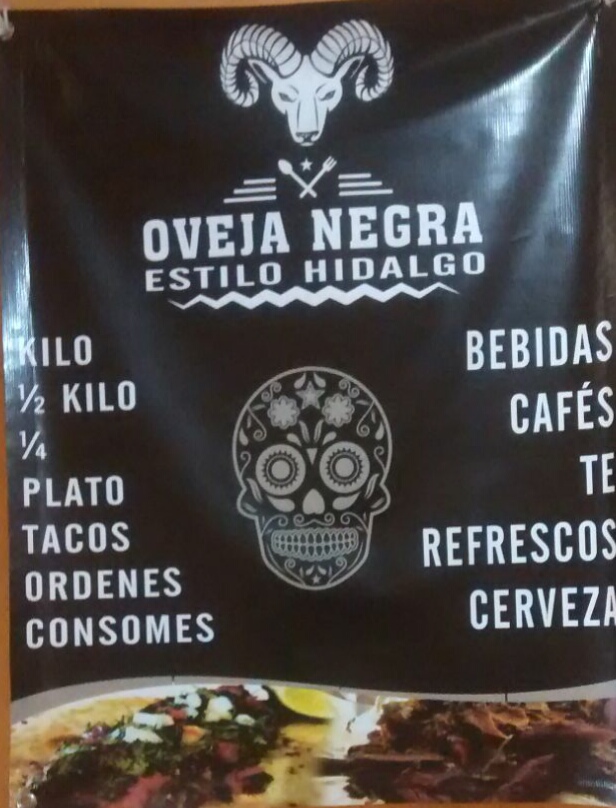 OVEJA NEGRA
ESTILO HIDALGO
KILO
½ KILO
¼
PLATO
TACOS
ORDENES
CONSOMES
BEBIDAS
CAFÉS
TE
REFRESCOS
CERVEZA